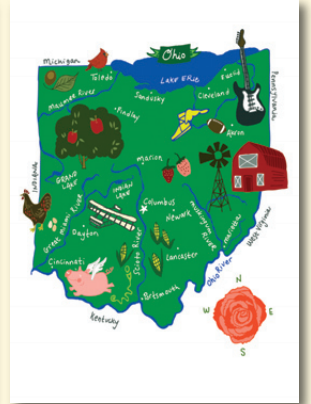 Michigan
Ohio
Toledo
Lake Erie
Euclid
Maumee River
Sandusky
Cleveland
Pennsylvania
Findlay
Akron
Marion
Indiana
GRAND LAKE
INDIAN LAKE
Columbus
Newark
Muskingum River
Marietta
West Virginia
Great Miami River
Dayton
Scioto River
Lancaster
Cincinnati
Ohio River
Portsmouth
Kentucky
N
W
E
S